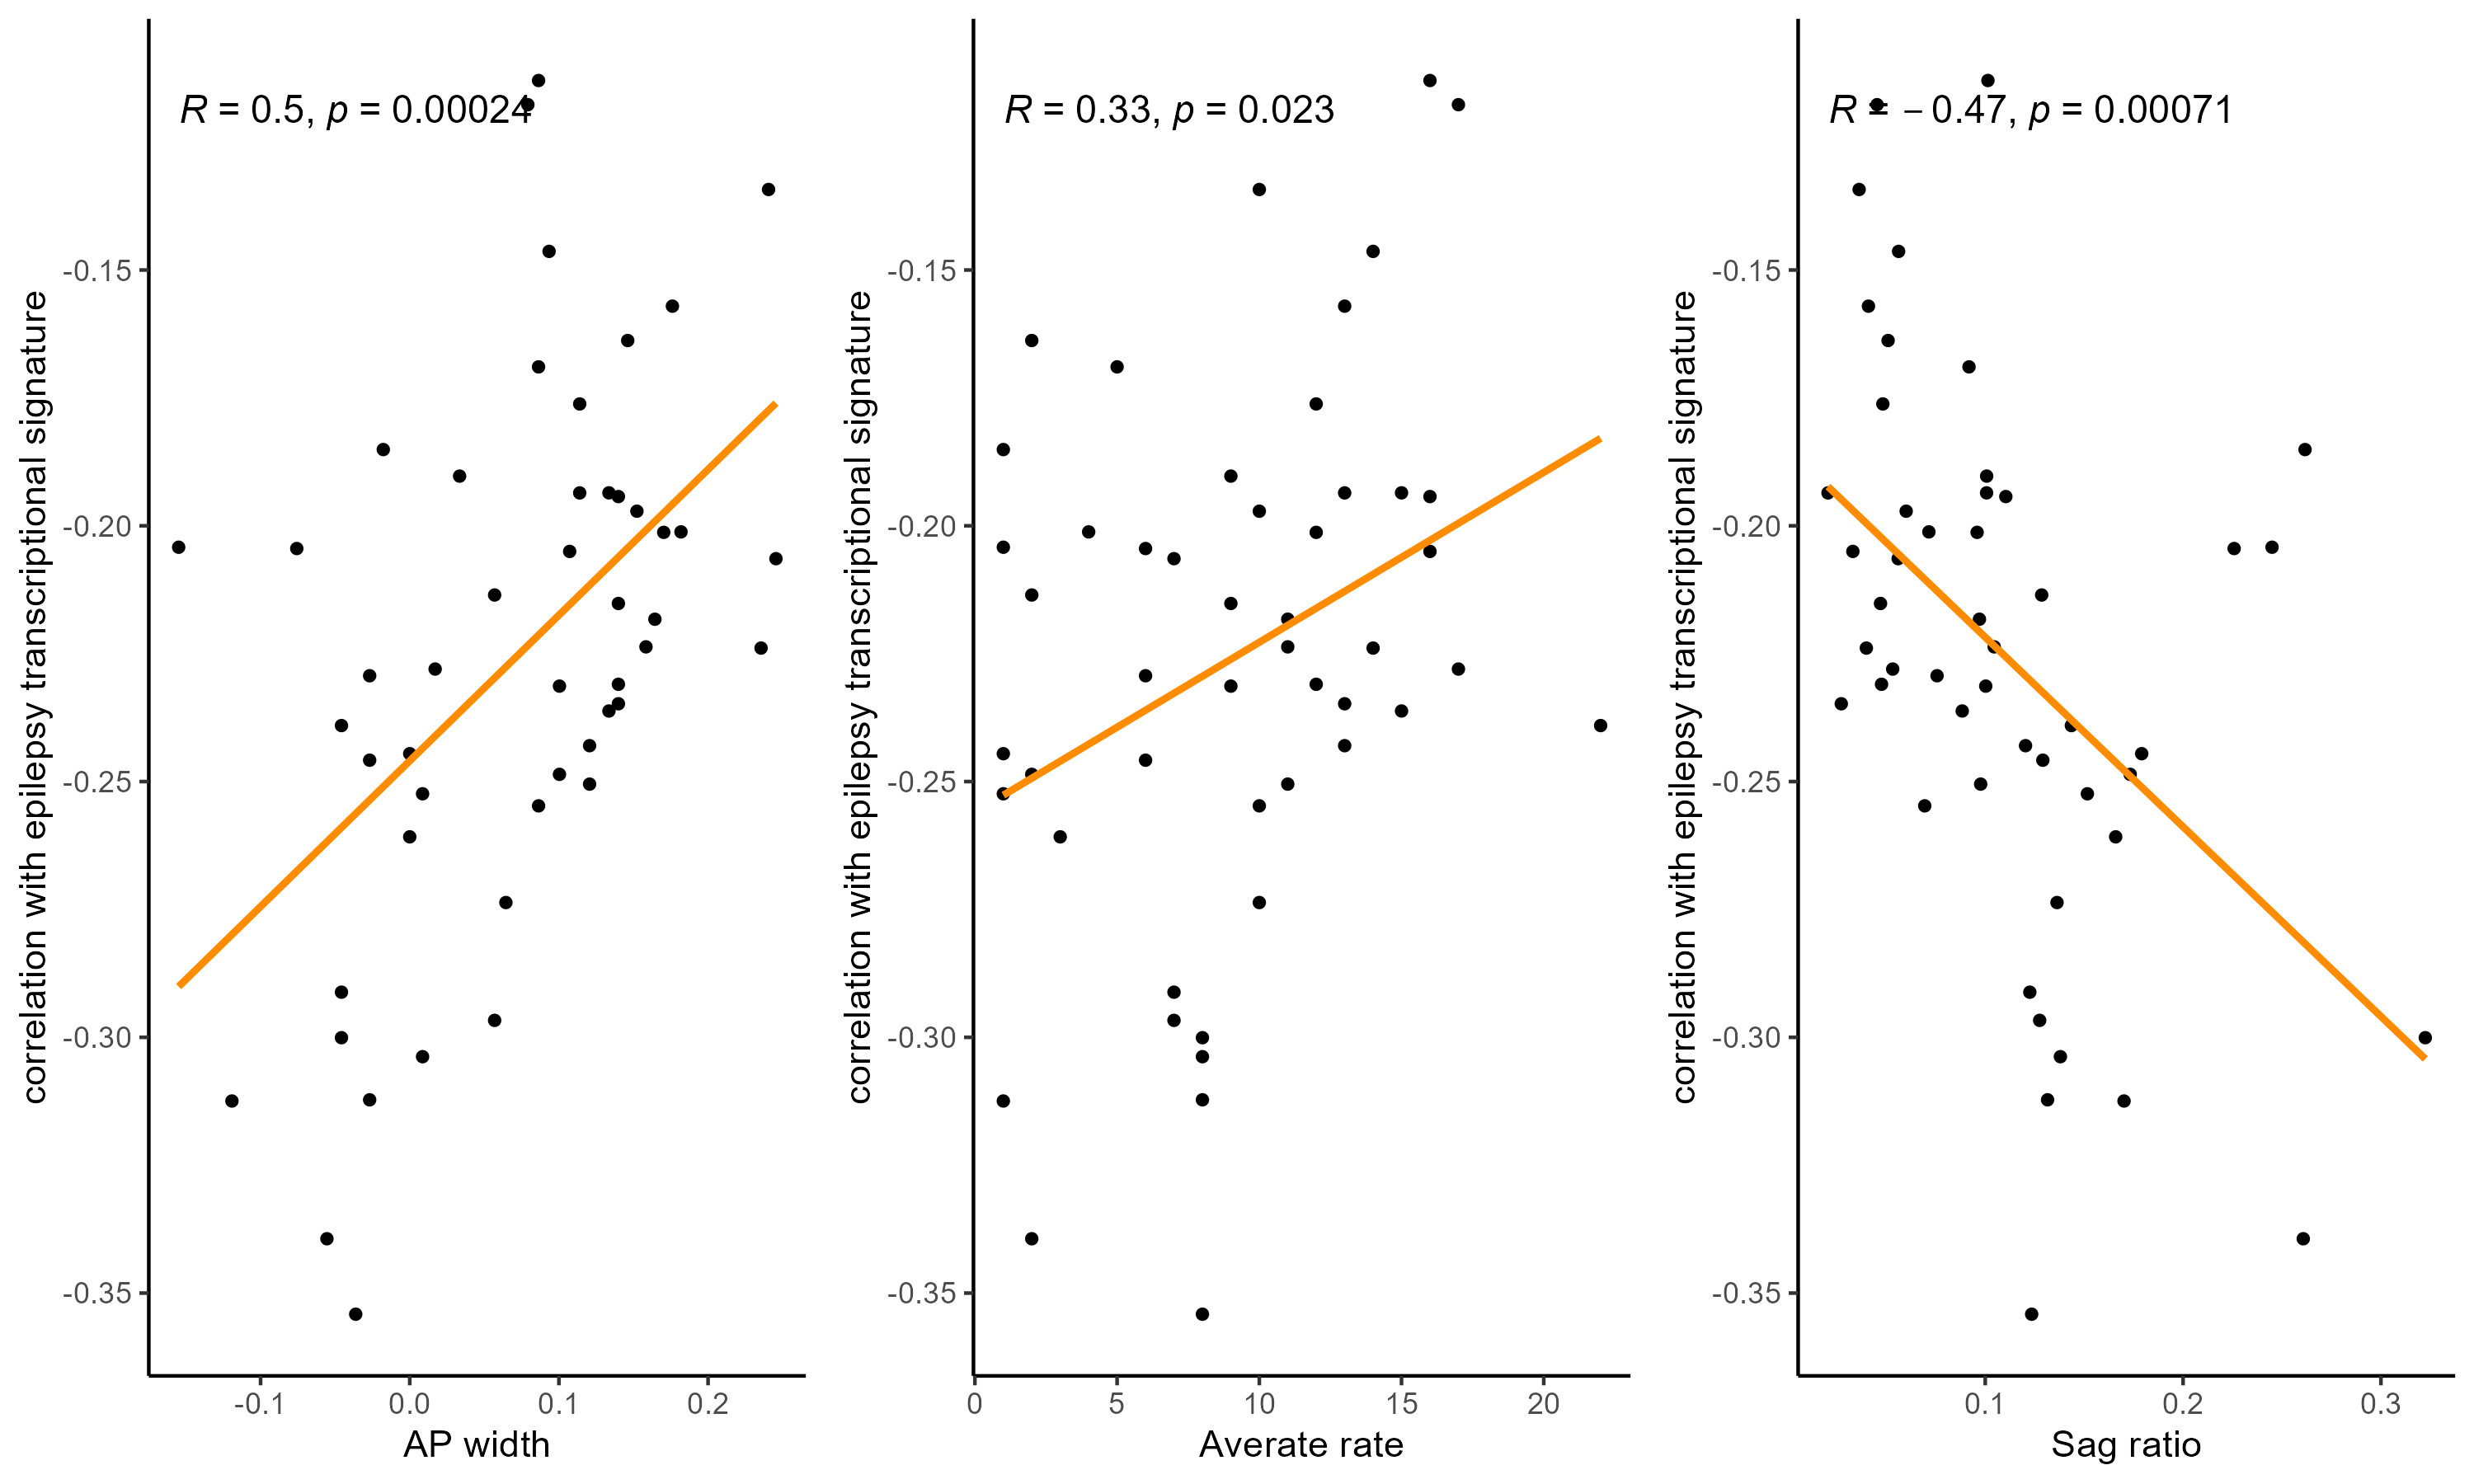 R = 0.5, p = 0.00024
-0.15
-0.20
-0.25
-0.30
-0.35
correlation with epilepsy transcriptional signature
-0.1 0.0 0.1 0.2
AP width
R = 0.33, p = 0.023
-0.15
-0.20
-0.25
-0.30
-0.35
correlation with epilepsy transcriptional signature
0 5 10 15 20
Averate rate
R = − 0.47, p = 0.00071
-0.15
-0.20
-0.25
-0.30
-0.35
correlation with epilepsy transcriptional signature
0.1 0.2 0.3
Sag ratio